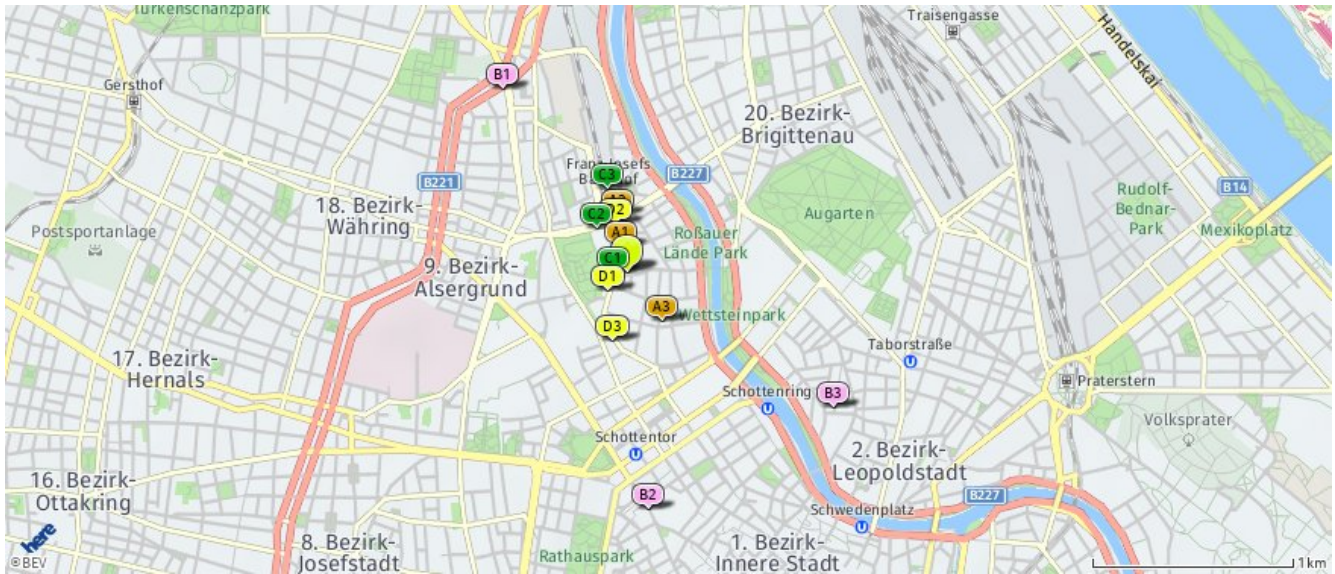 Türkenschanzpark
Traisengasse
Handelskai
Gersthof
B1
20. Bezirk-
Brigittenau
Franz Josefs
C3
B227
B221
B14
Rudolf-
Bednar-
Park
18. Bezirk-
Währing
C2
Augarten
Mexikoplatz
Postsportanlage
A1
Roßauer
Lände Park
9. Bezirk-
Alsergrund
C1
D1
A3
Wettsteinpark
D3
Taborstraße
17. Bezirk-
Hernals
Praterstern
Schottenring
B3
Volksprater
Schottentor
2. Bezirk-
Leopoldstadt
16. Bezirk-
Ottakring
B2
B227
Schwedenplatz
here
8. Bezirk-
Josefstadt
Rathauspark
1. Bezirk-
Innere Stadt
©BEV
1km